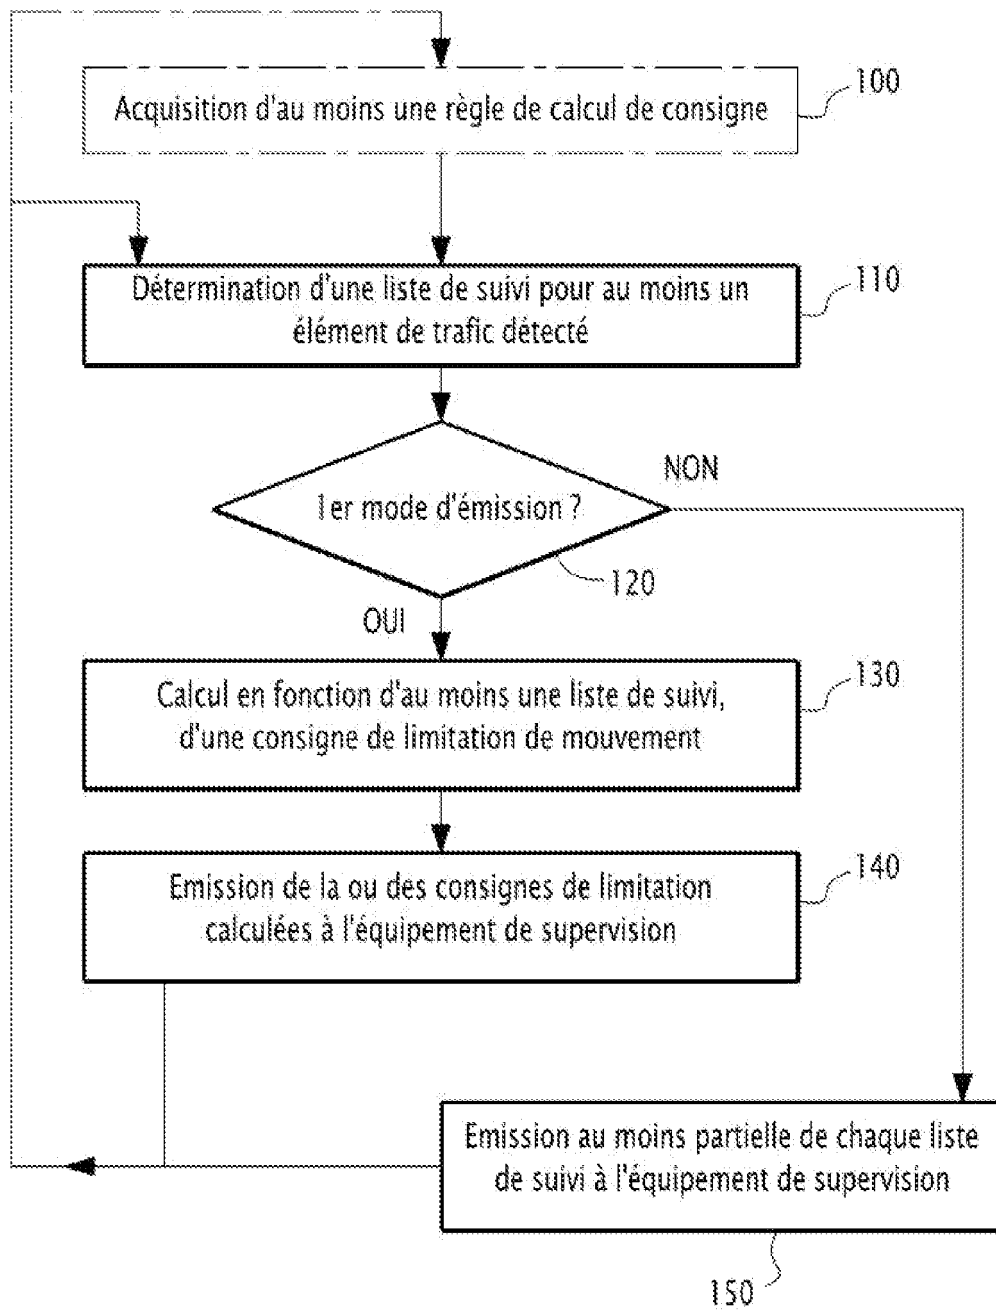 Acquisition d'au moins une règle de calcul de consigne
100
Détermination d'une liste de suivi pour au moins un
élément de trafic détecté
110
1er mode d'émission ?
NON
120
OUI
Calcul en fonction d'au moins une liste de suivi,
d'une consigne de limitation de mouvement
130
Emission de la ou des consignes de limitation
calculées à l'équipement de supervision
140
Emission au moins partielle de chaque liste
de suivi à l'équipement de supervision
150